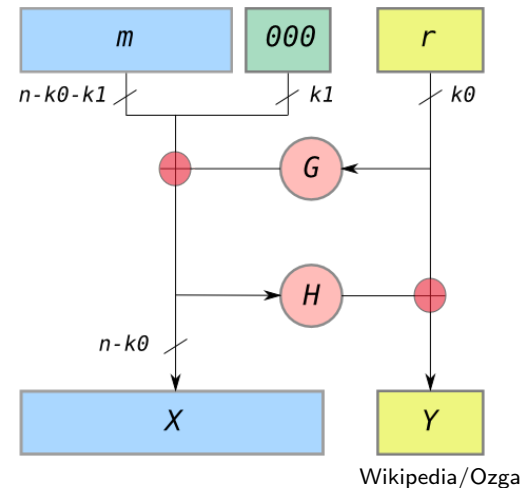 m 000 r
n-k0-k1 k1 k0
G
H
n-k0
X Y
Wikipedia/Ozga